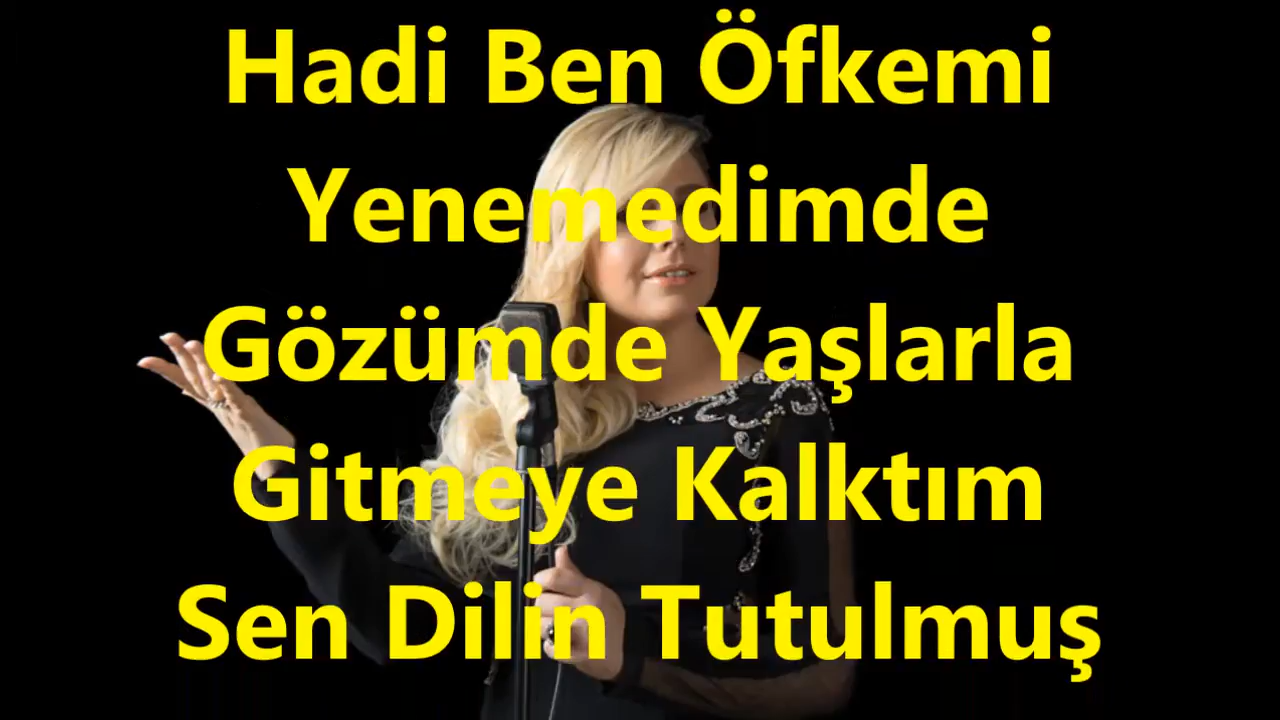 Hadi Ben Öfkemi
Yenemedimde
Gözümde Yaşlarla
Gitmeye Kalktım
Sen Dilin Tutulmuş